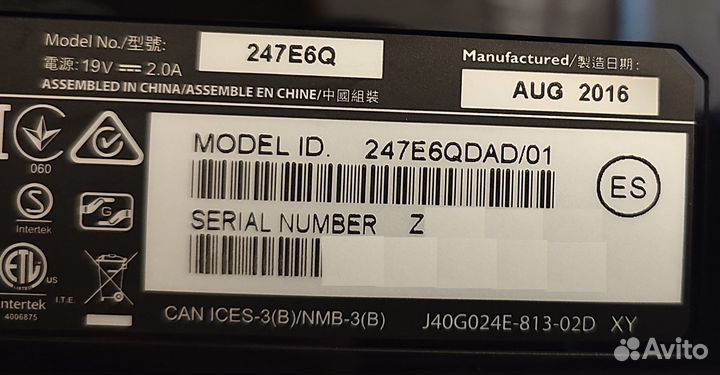 Model No./型號:
247E6Q
Manufactured/製造日期:
電源: 19V ⎓ 2.0A
AUG 2016
ASSEMBLED IN CHINA/ASSEMBLE EN CHINE/中國組裝
MODEL ID. 247E6QDAD/01
060
ES
SERIAL NUMBER Z
S
Intertek
G
ETL
US
Intertek
4006875
I.T.E.
CAN ICES-3(B)/NMB-3(B)
J40G024E-813-02D XY
Avito